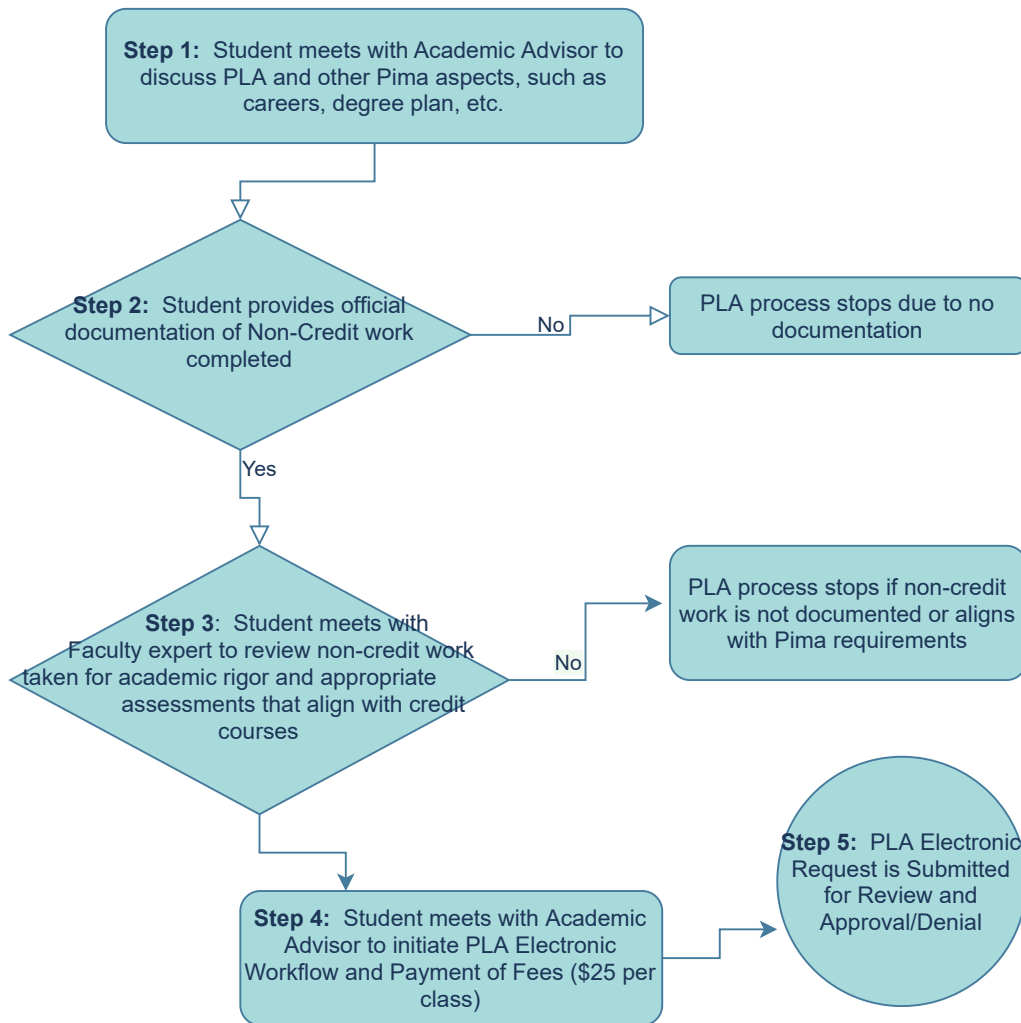 Step 1:  Student meets with Academic Advisor to
discuss PLA and other Pima aspects, such as
careers, degree plan, etc.
Step 2:  Student provides official
documentation of Non-Credit work
completed
No
PLA process stops due to no
documentation
Yes
Step 3:  Student meets with
Faculty expert to review non-credit work
taken for academic rigor and appropriate
assessments that align with credit
courses
No
PLA process stops if non-credit
work is not documented or aligns
with Pima requirements
Step 4:  Student meets with Academic
Advisor to initiate PLA Electronic
Workflow and Payment of Fees ($25 per
class)
Step 5:  PLA Electronic
Request is Submitted
for Review and
Approval/Denial